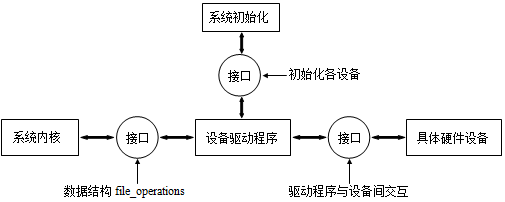 系统初始化
接口
初始化各设备
系统内核
接口
设备驱动程序
接口
具体硬件设备
数据结构 file_operations
驱动程序与设备间交互